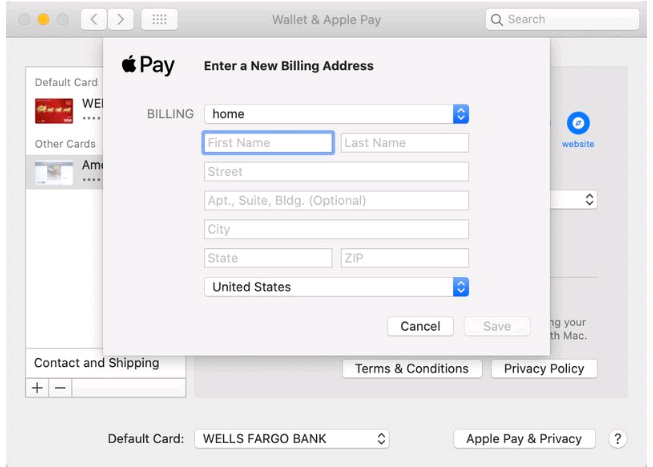 Wallet & Apple Pay
Search
Pay
Enter a New Billing Address
Default Card
WE
••••
BILLING
home
First Name
Last Name
website
Other Cards
Ame
••••
Street
Apt., Suite, Bldg. (Optional)
City
State
ZIP
United States
Cancel
Save
ng your
th Mac.
Contact and Shipping
Terms & Conditions
Privacy Policy
+ −
Default Card:
WELLS FARGO BANK
Apple Pay & Privacy
?